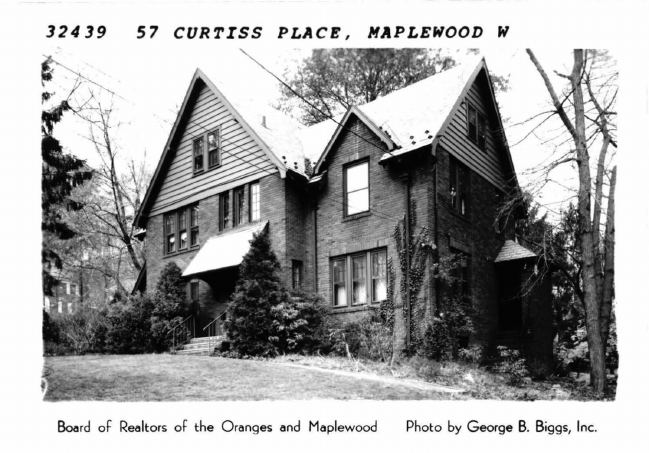 32439 57 CURTISS PLACE, MAPLEWOOD W
Board of Realtors of the Oranges and Maplewood Photo by George B. Biggs, Inc.